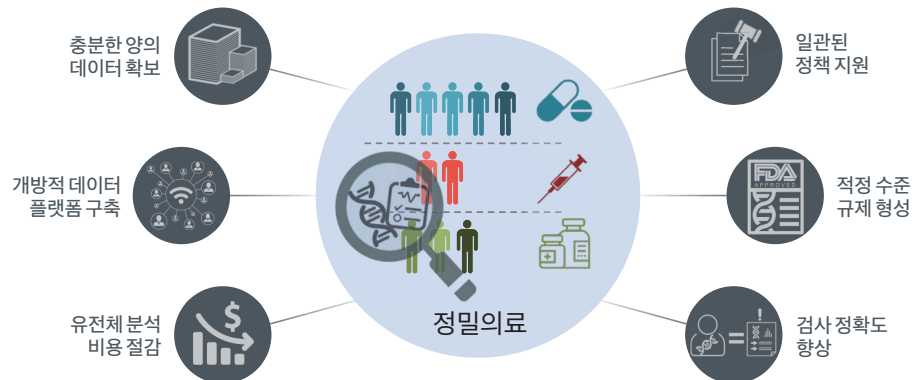 충분한 양의
데이터 확보
개방적 데이터
플랫폼 구축
유전체 분석
비용 절감
$
정밀의료
일관된
정책 지원
FDA
APPROVED
적정 수준
규제 형성
=
!
검사 정확도
향상